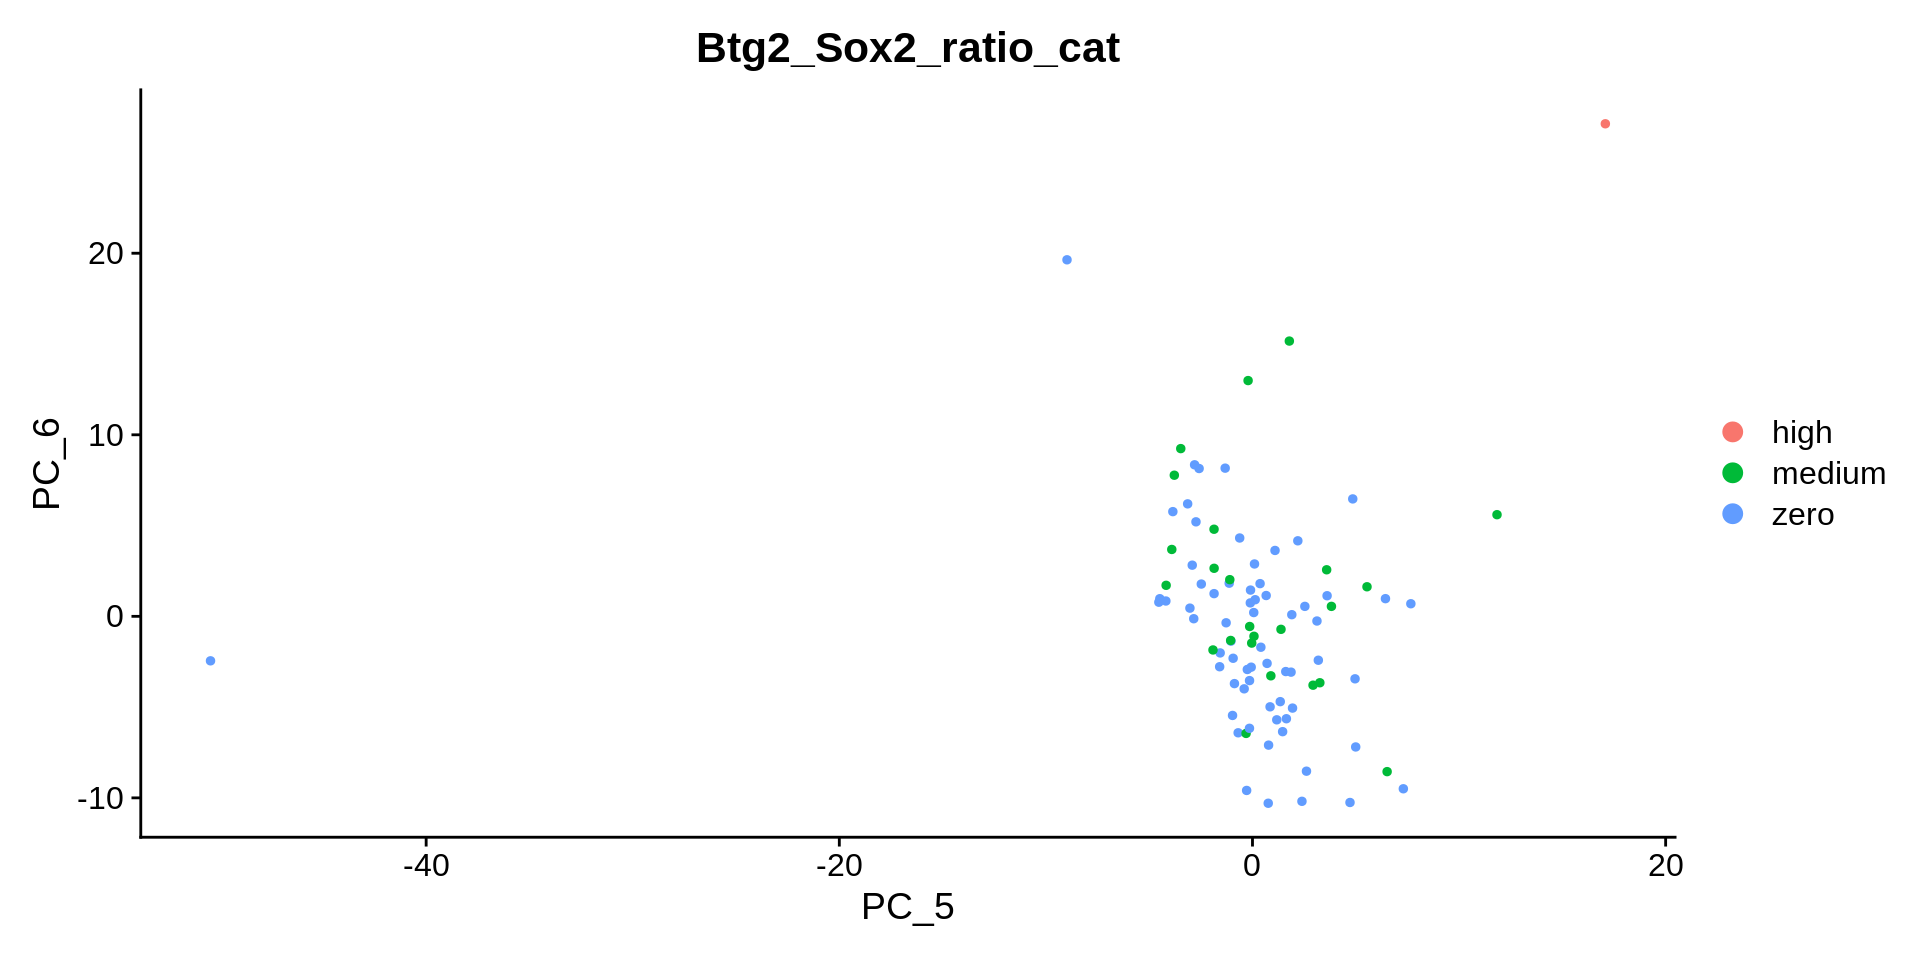 Btg2_Sox2_ratio_cat
PC_6
20
10
0
-10
-40
-20
0
20
PC_5
high
medium
zero